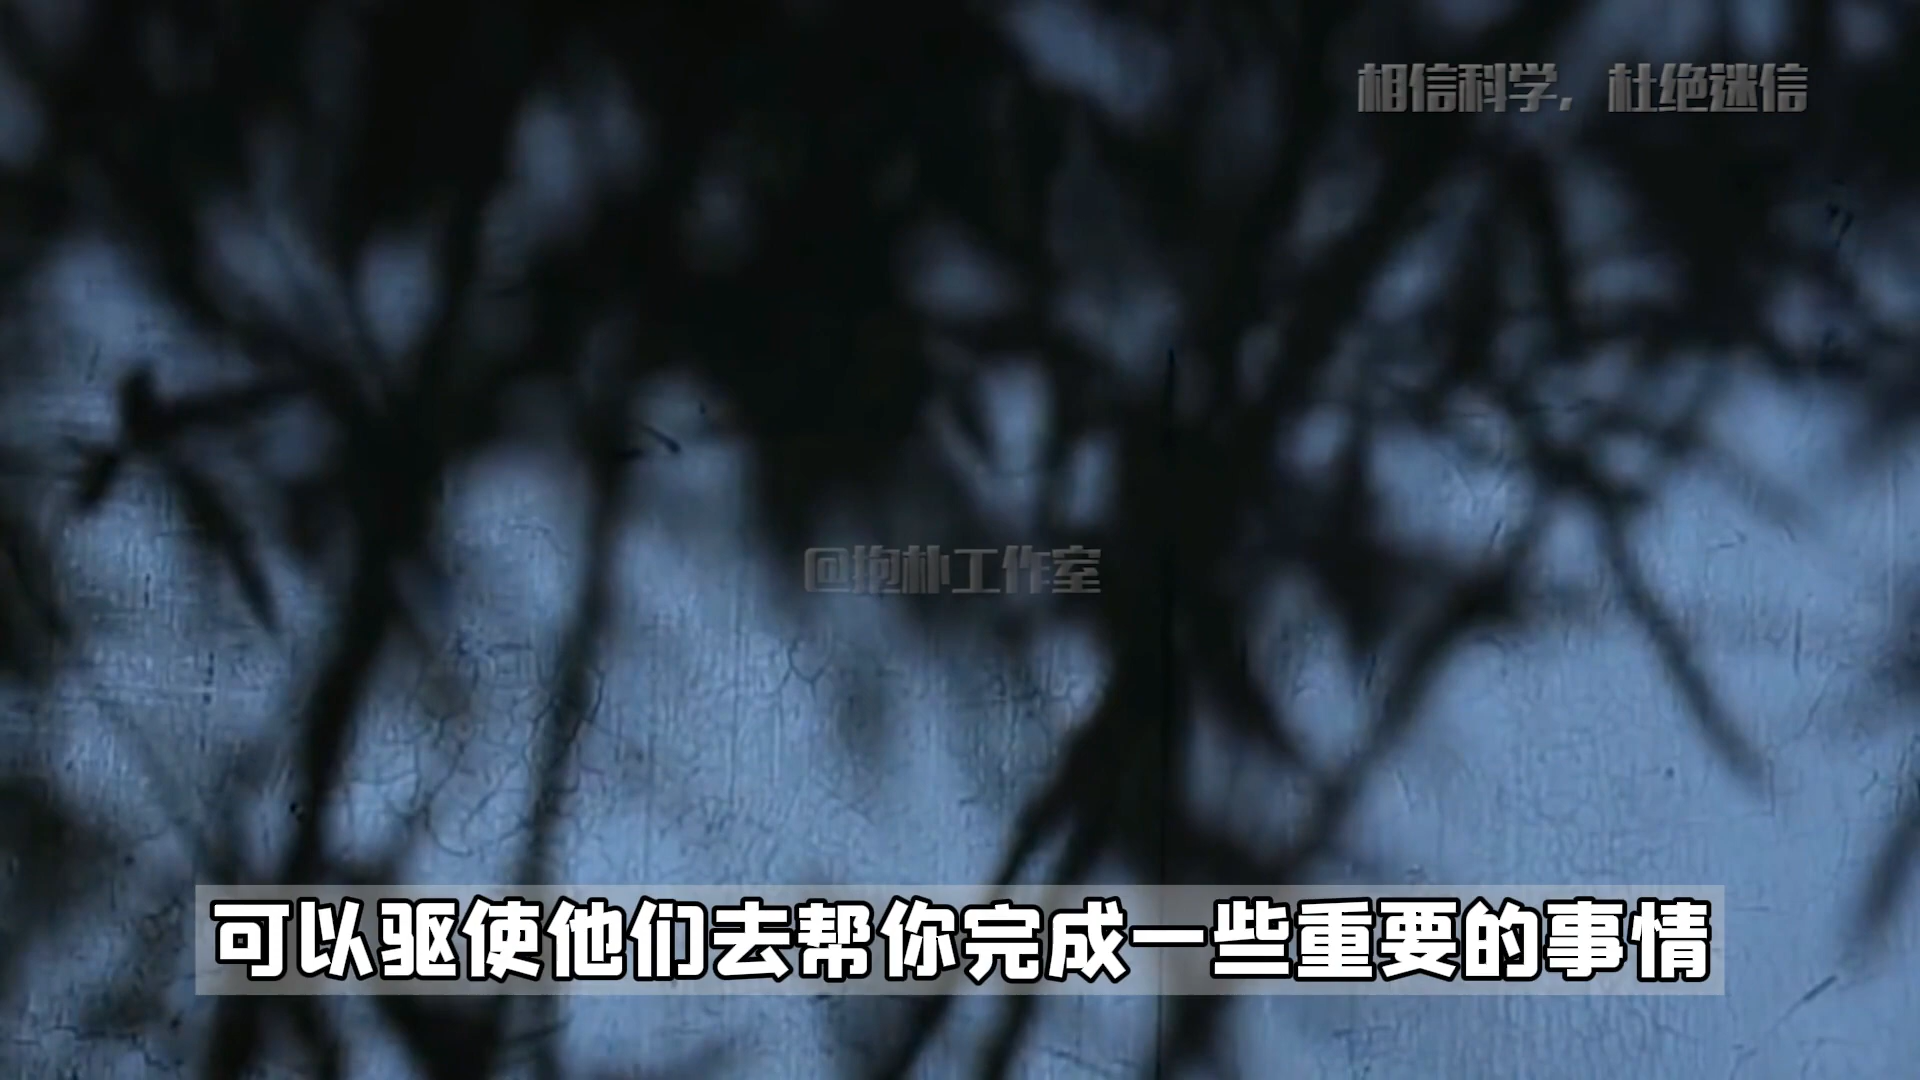 相信科学，杜绝迷信
@抱朴工作室
可以驱使他们去帮你完成一些重要的事情